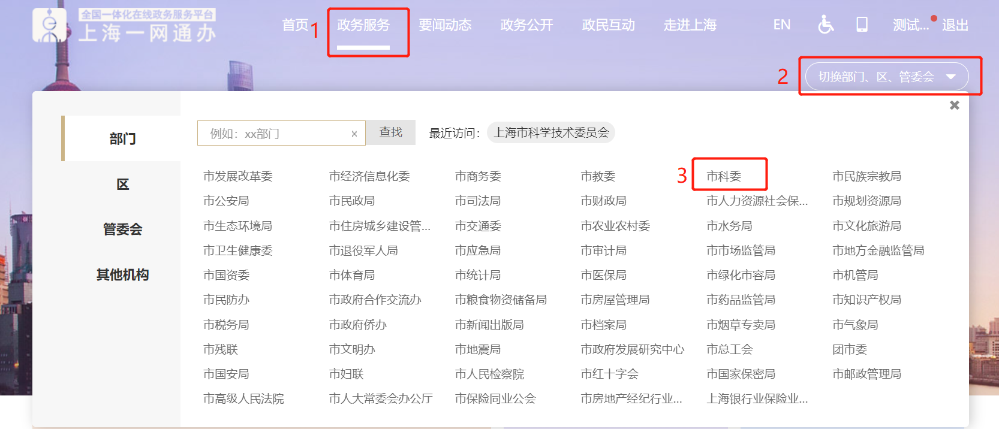 全国一体化在线政务服务平台
上海一网通办
首页 1 政务服务 要闻动态 政务公开 政民互动 走进上海 EN 测试... 退出
2 切换部门、区、管委会
部门
区
管委会
其他机构
例如：xx部门 × 查找 最近访问： 上海市科学技术委员会
市发展改革委 市经济信息化委 市商务委 市教委 3 市科委 市民族宗教局
市公安局 市民政局 市司法局 市财政局 市人力资源社会保... 市规划资源局
市生态环境局 市住房城乡建设管... 市交通委 市农业农村委 市水务局 市文化旅游局
市卫生健康委 市退役军人局 市应急局 市审计局 市市场监管局 市地方金融监管局
市国资委 市体育局 市统计局 市医保局 市绿化市容局 市机管局
市民防办 市政府合作交流办 市粮食物资储备局 市房屋管理局 市药品监管局 市知识产权局
市税务局 市政府侨办 市新闻出版局 市档案局 市烟草专卖局 市气象局
市残联 市文明办 市地震局 市政府发展研究中心 市总工会 团市委
市国安局 市妇联 市人民检察院 市红十字会 市国家保密局 市邮政管理局
市高级人民法院 市人大常委会办公厅 市保险同业公会 市房地产经纪行业... 上海银行业保险业...